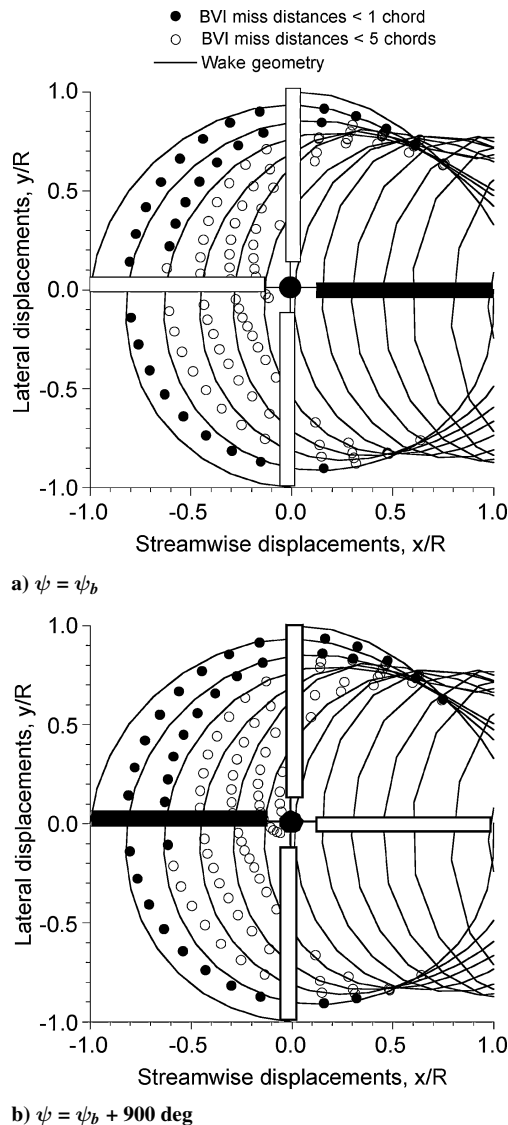 BVI miss distances < 1 chord
BVI miss distances < 5 chords
Wake geometry
1.0
0.5
0.0
-0.5
-1.0
Lateral displacements, y/R
-1.0 -0.5 0.0 0.5 1.0
Streamwise displacements, x/R
a) ψ = ψb
1.0
0.5
0.0
-0.5
-1.0
Lateral displacements, y/R
-1.0 -0.5 0.0 0.5 1.0
Streamwise displacements, x/R
b) ψ = ψb + 900 deg